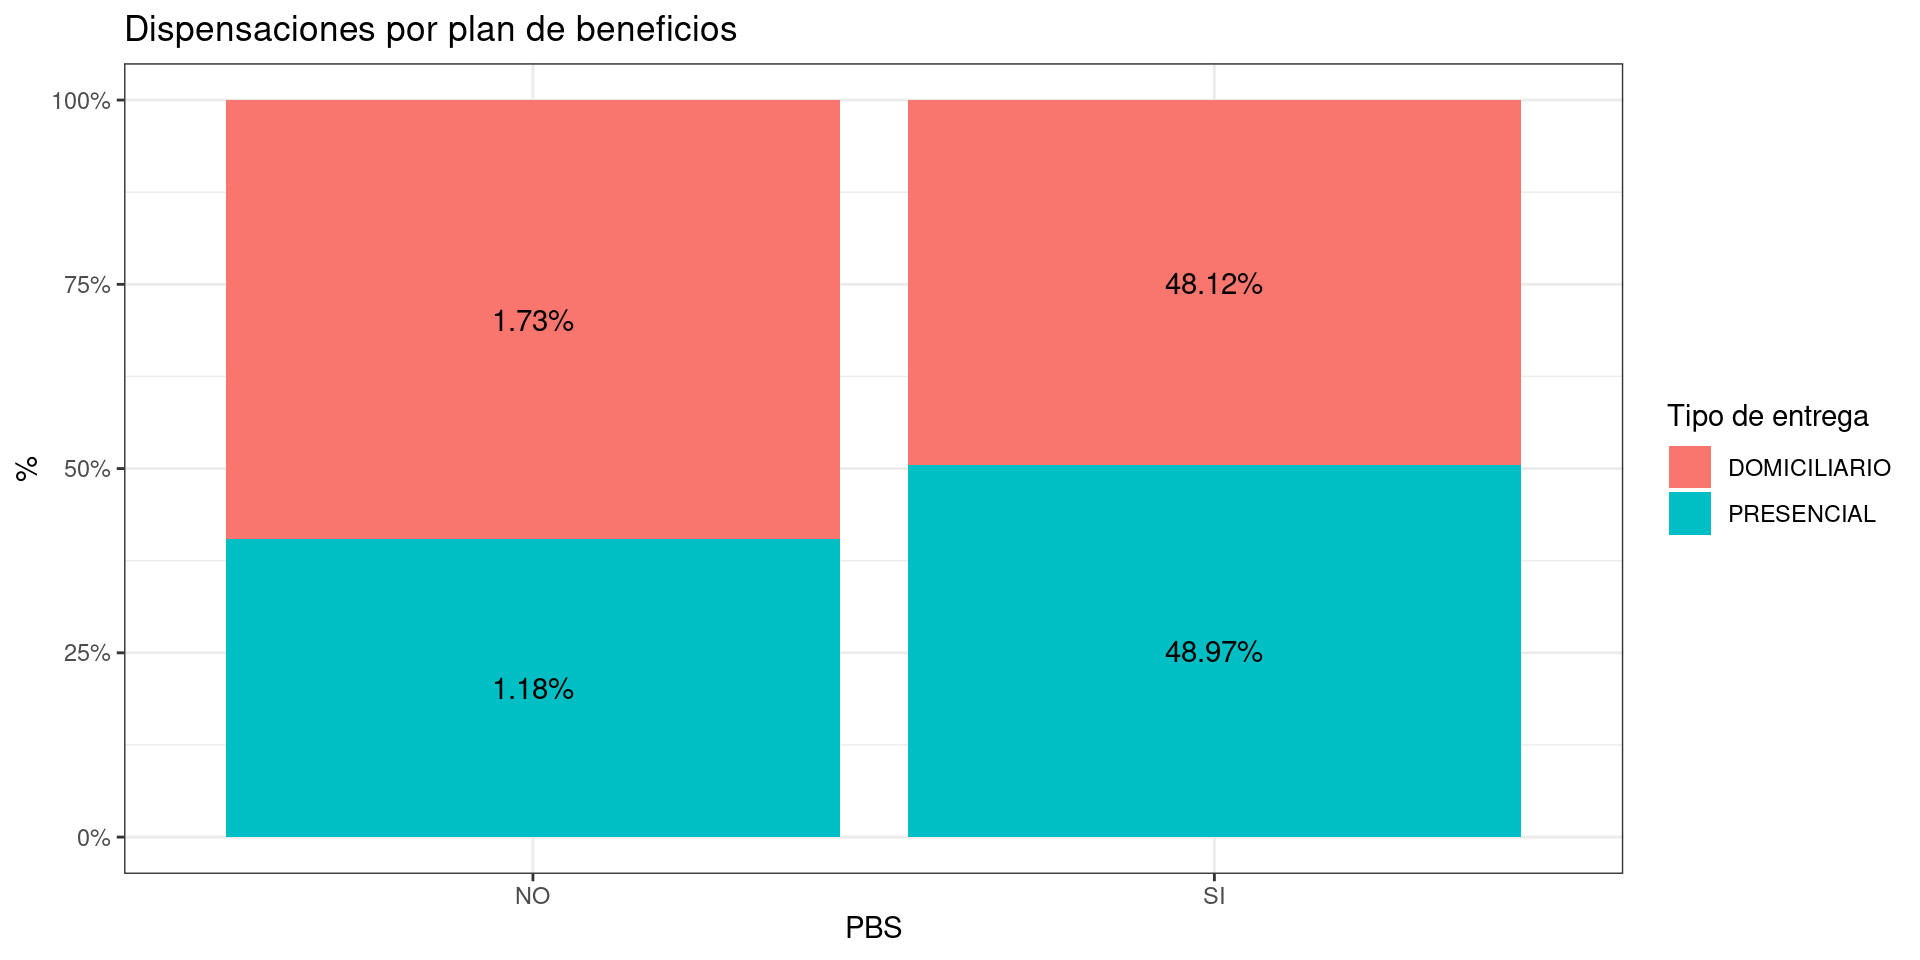 Dispensaciones por plan de beneficios
100%
75%
50%
25%
0%
%
1.73%
1.18%
48.12%
48.97%
NO
SI
PBS
Tipo de entrega
DOMICILIARIO
PRESENCIAL